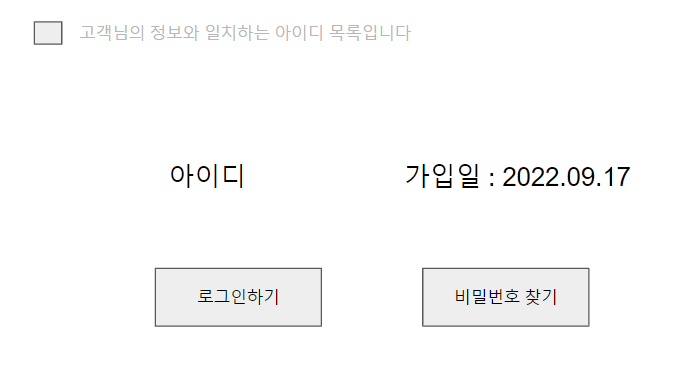 고객님의 정보와 일치하는 아이디 목록입니다
아이디 가입일 : 2022.09.17
로그인하기 비밀번호 찾기